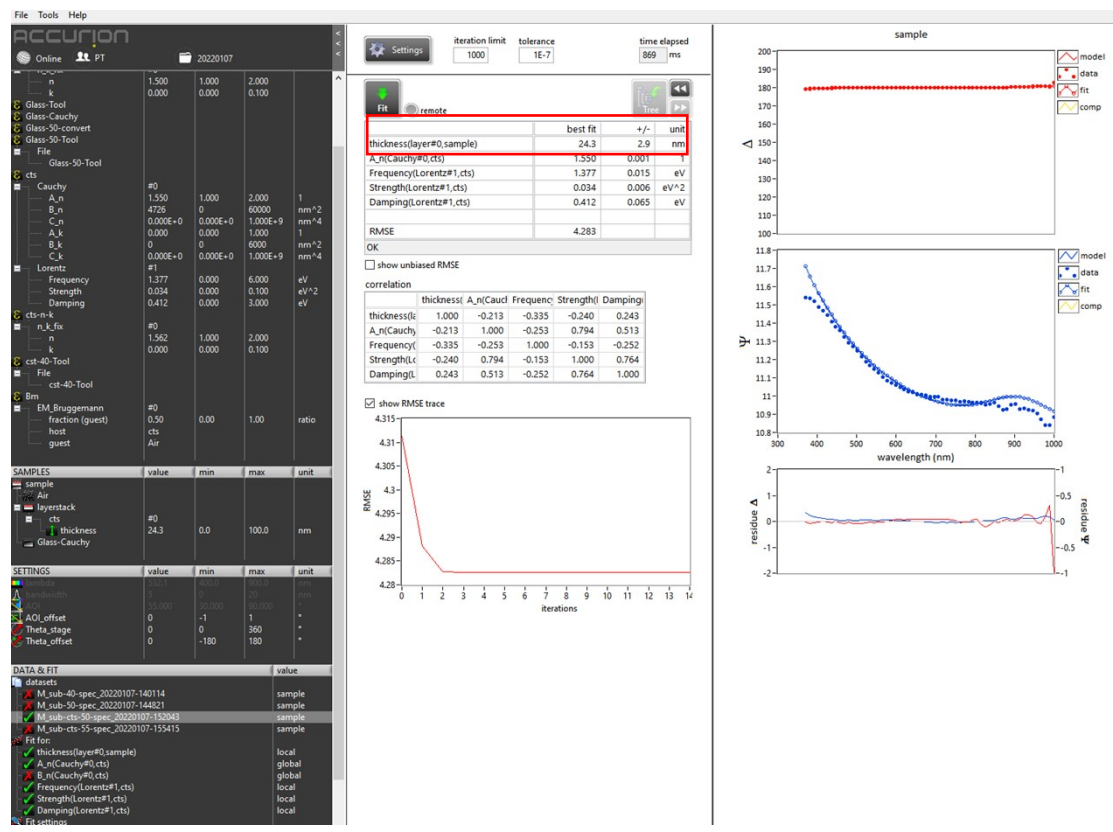 File Tools Help
ACCURION
Online PT 20220107
n 1.500 1.000 2.000
k 0.000 0.000 0.100
Glass-Tool
Glass-Cauchy
Glass-50-convert
Glass-50-Tool
File
Glass-50-Tool
cts
Cauchy #0
A_n 1.550 1.000 2.000 1
B_n 4726 0 60000 nm^2
C_n 0.000E+0 0.000E+0 1.000E+9 nm^4
A_k 0.000 0.000 1.000 1
B_k 0 0 6000 nm^2
C_k 0.000E+0 0.000E+0 1.000E+9 nm^4
Lorentz #1
Frequency 1.377 0.000 6.000 eV
Strength 0.034 0.000 0.100 eV^2
Damping 0.412 0.000 3.000 eV
cts-n-k
n_k_fix #0
n 1.562 1.000 2.000
k 0.000 0.000 0.100
cst-40-Tool
File
cst-40-Tool
EM_Bruggemann #0
fraction (guest) 0.50 0.00 1.00 ratio
host cts
guest Air
SAMPLES value min max unit
sample
Air
layerstack
cts #0
thickness 24.3 0.0 100.0 nm
Glass-Cauchy
SETTINGS value min max unit
lambda 400.0 900.0 nm
bandwidth 5 0 20 nm
AOI 55.000 30.000 90.000 °
AOI_offset 0 -1 1 °
Theta_stage 0 0 360 °
Theta_offset 0 -180 180 °
DATA & FIT value
datasets
M_sub-40-spec_20220107-140114 sample
M_sub-50-spec_20220107-144821 sample
M_sub-cts-50-spec_20220107-152043 sample
M_sub-cts-55-spec_20220107-155415 sample
Fit for:
thickness(layer#0,sample) local
A_n(Cauchy#0,cts) global
B_n(Cauchy#0,cts) global
Frequency(Lorentz#1,cts) local
Strength(Lorentz#1,cts) local
Damping(Lorentz#1,cts) local
Fit settings
Settings
iteration limit tolerance time elapsed
1000 1E-7 869 ms
Fit remote Tree
best fit +/- unit
thickness(layer#0,sample) 24.3 2.9 nm
A_n(Cauchy#0,cts) 1.550 0.001 1
Frequency(Lorentz#1,cts) 1.377 0.015 eV
Strength(Lorentz#1,cts) 0.034 0.006 eV^2
Damping(Lorentz#1,cts) 0.412 0.065 eV
RMSE 4.283
OK
show unbiased RMSE
correlation
thickness( A_n(Caucl Frequenc Strength(l Damping(
thickness(la 1.000 -0.213 -0.335 -0.240 0.243
A_n(Cauchy -0.213 1.000 -0.253 0.794 0.513
Frequency( -0.335 -0.253 1.000 -0.153 -0.252
Strength(Lc -0.240 0.794 -0.153 1.000 0.764
Damping(L 0.243 0.513 -0.252 0.764 1.000
show RMSE trace
4.315
4.31
4.305
4.3
4.295
4.29
4.285
4.28
RMSE
0 1 2 3 4 5 6 7 8 9 10 11 12 13 14
iterations
sample
200
190
180
170
160
150
140
130
120
110
100
Δ
model
data
fit
comp
11.8
11.7
11.6
11.5
11.4
11.3
11.2
11.1
11
10.9
10.8
Ψ
model
data
fit
comp
300 400 500 600 700 800 900 1000
wavelength (nm)
2
1
0
-1
-2
residue Δ
1
0.5
0
-0.5
-1
residue Ψ